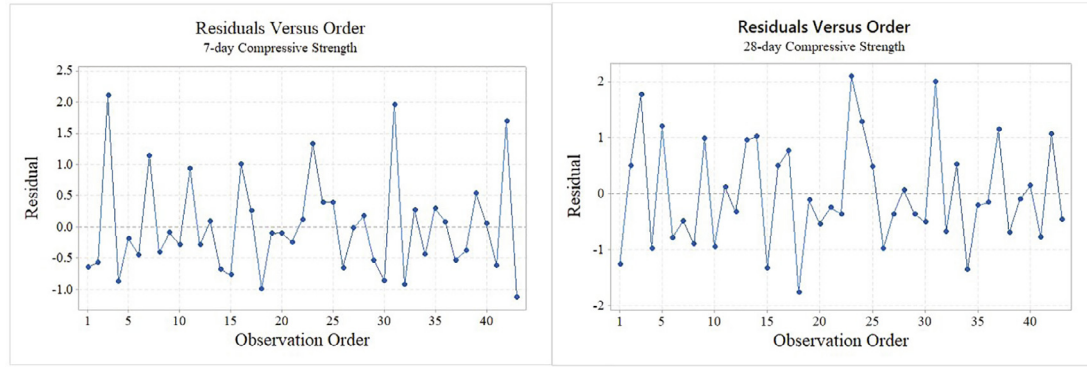 Residuals Versus Order
7-day Compressive Strength
2.5
2.0
1.5
1.0
0.5
0.0
-0.5
-1.0
Residual
1 5 10 15 20 25 30 35 40
Observation Order
Residuals Versus Order
28-day Compressive Strength
2
1
0
-1
-2
Residual
1 5 10 15 20 25 30 35 40
Observation Order